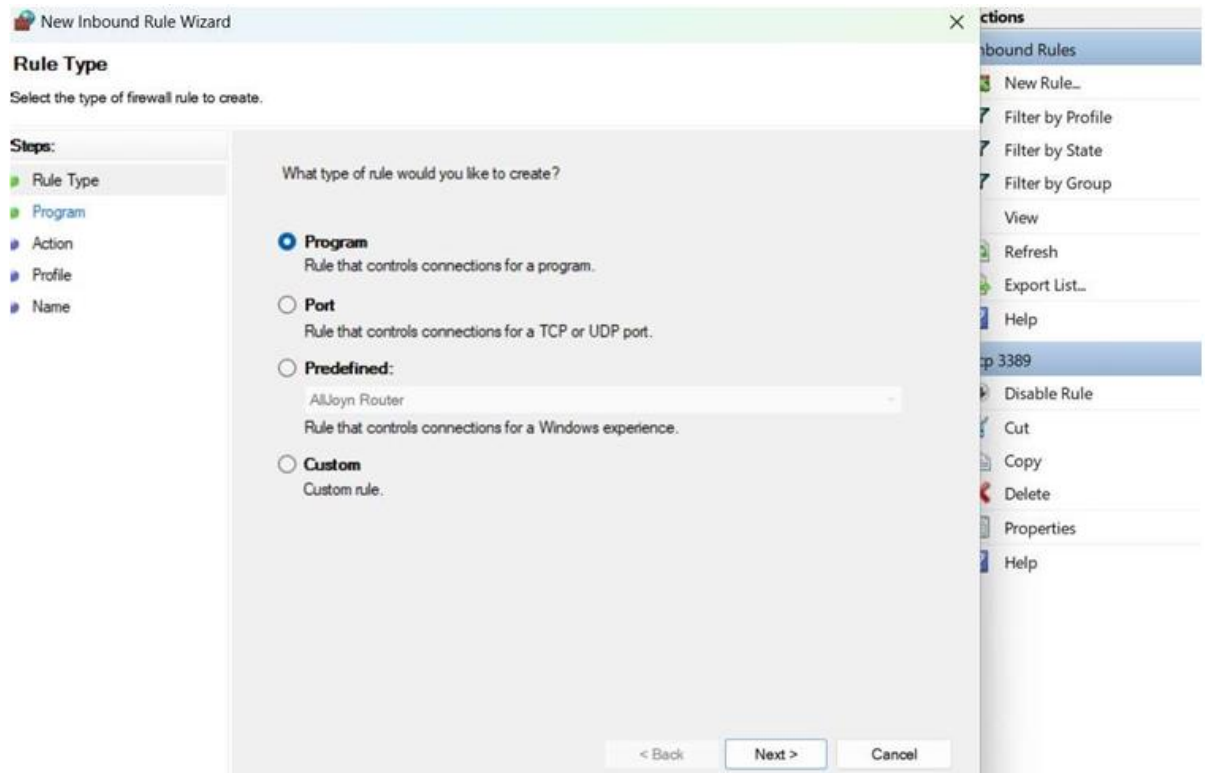 New Inbound Rule Wizard
Rule Type
Select the type of firewall rule to create.
Steps:
Rule Type
Program
Action
Profile
Name
What type of rule would you like to create?
Program
Rule that controls connections for a program.
Port
Rule that controls connections for a TCP or UDP port.
Predefined:
AllJoyn Router
Rule that controls connections for a Windows experience.
Custom
Custom rule.
< Back
Next >
Cancel
ctions
nbound Rules
New Rule...
Filter by Profile
Filter by State
Filter by Group
View
Refresh
Export List...
Help
cp 3389
Disable Rule
Cut
Copy
Delete
Properties
Help